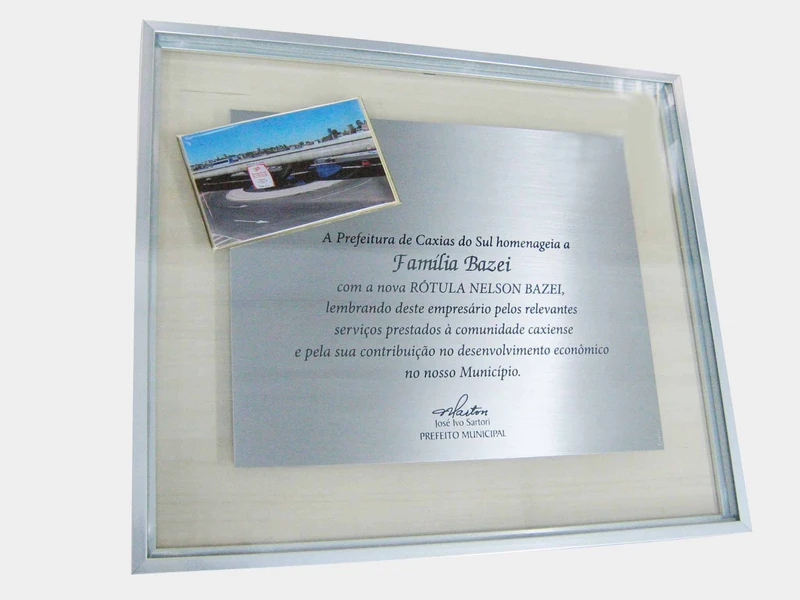 A Prefeitura de Caxias do Sul homenageia a
Família Bazei
com a nova RÓTULA NELSON BAZEI,
lembrando deste empresário pelos relevantes
serviços prestados à comunidade caxiense
e pela sua contribuição no desenvolvimento econômico
no nosso Município.
José Ivo Sartori
PREFEITO MUNICIPAL